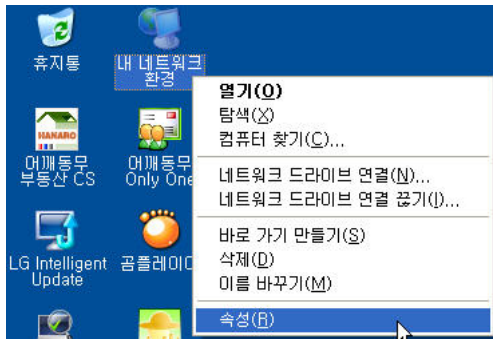 휴지통
내 네트워크
환경
HANARO
어깨동무
부동산 CS
어깨동무
Only One
LG Intelligent
Update
곰플레이어
열기(O)
탐색(X)
컴퓨터 찾기(C)...
네트워크 드라이브 연결(N)...
네트워크 드라이브 연결 끊기(I)...
바로 가기 만들기(S)
삭제(D)
이름 바꾸기(M)
속성(R)